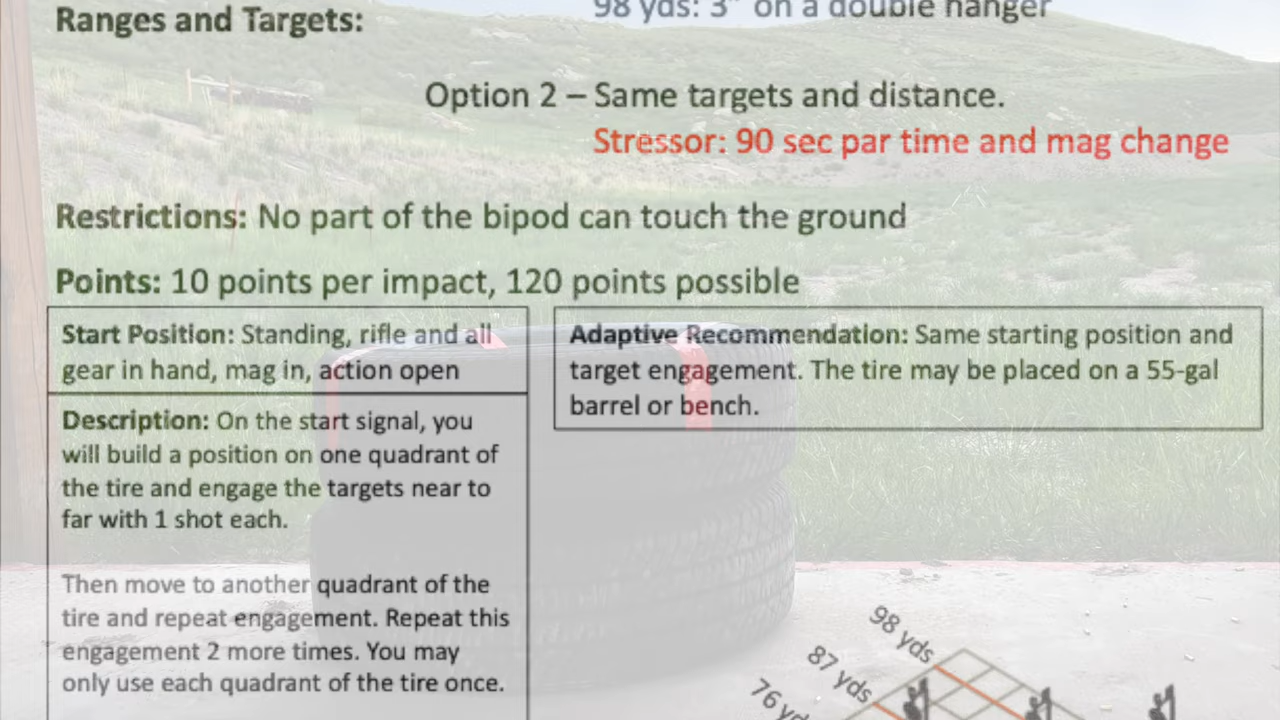 98 yds: 3" on a double hanger
Ranges and Targets:
Option 2 – Same targets and distance.
Stressor: 90 sec par time and mag change
Restrictions: No part of the bipod can touch the ground
Points: 10 points per impact, 120 points possible
Start Position: Standing, rifle and all
gear in hand, mag in, action open
Description: On the start signal, you
will build a position on one quadrant of
the tire and engage the targets near to
far with 1 shot each.
Then move to another quadrant of the
tire and repeat engagement. Repeat this
engagement 2 more times. You may
only use each quadrant of the tire once.
Adaptive Recommendation: Same starting position and
target engagement. The tire may be placed on a 55-gal
barrel or bench.
98 yds
87 yds
76 yds